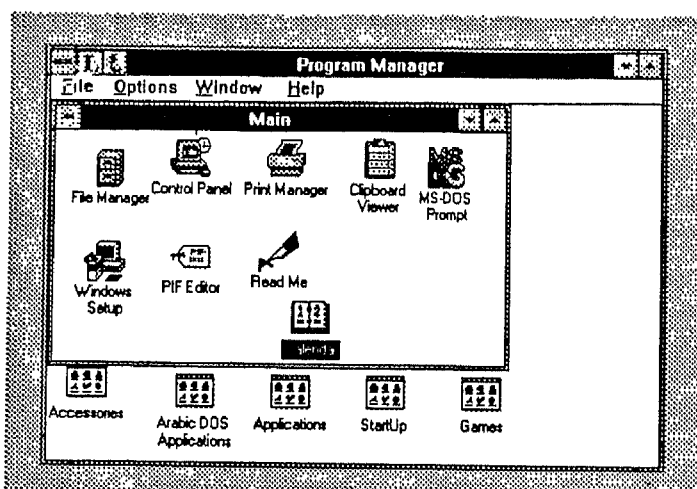 Program Manager
File Options Window Help
Main
File Manager Control Panel Print Manager Clipboard Viewer MS-DOS Prompt
Windows Setup PIF Editor Read Me
Accessories Arabic DOS Applications Applications StartUp Games